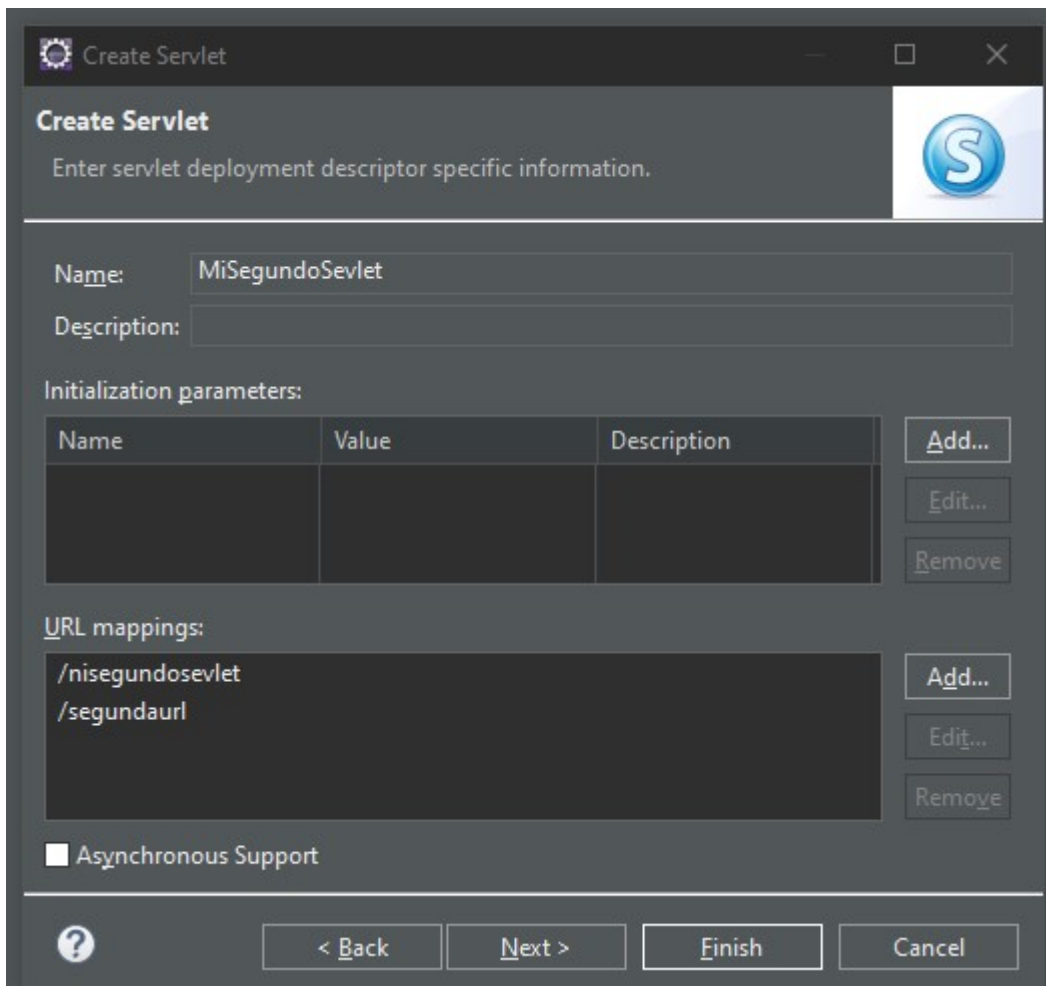 Create Servlet
Create Servlet
Enter servlet deployment descriptor specific information.
S
Name: MiSegundoSevlet
Description:
Initialization parameters:
Name Value Description Add...
Edit...
Remove
URL mappings:
/nisegundosevlet Add...
/segundaurl
Edit...
Remove
Asynchronous Support
? < Back Next > Finish Cancel